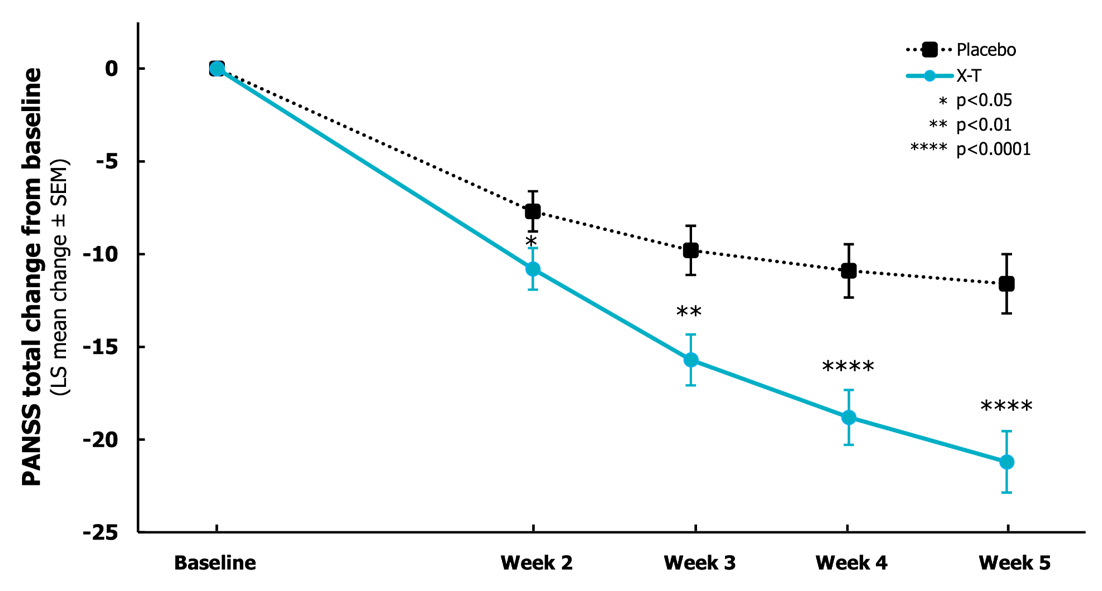 PANSS total change from baseline
(LS mean change ± SEM)
0
-5
-10
-15
-20
-25
Baseline
Week 2
Week 3
Week 4
Week 5
*
**
****
****
Placebo
X-T
* p<0.05
** p<0.01
**** p<0.0001